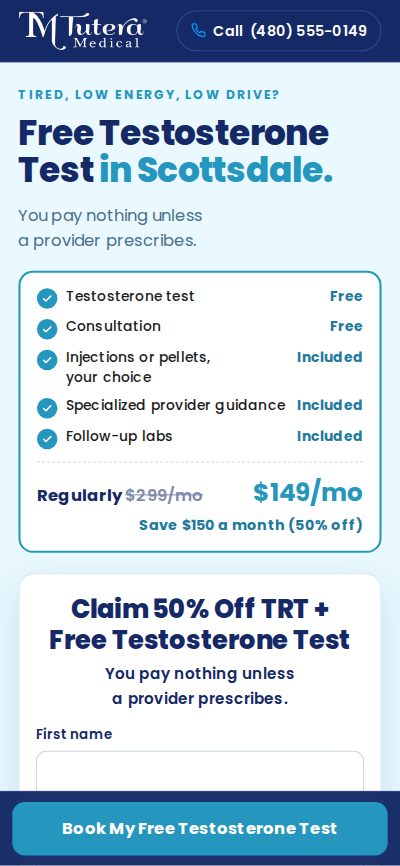 TM Tutera®
Medical
Call (480) 555-0149
TIRED, LOW ENERGY, LOW DRIVE?
Free Testosterone
Test in Scottsdale.
You pay nothing unless
a provider prescribes.
Testosterone test Free
Consultation Free
Injections or pellets, Included
your choice
Specialized provider guidance Included
Follow-up labs Included
Regularly $299/mo $149/mo
Save $150 a month (50% off)
Claim 50% Off TRT +
Free Testosterone Test
You pay nothing unless
a provider prescribes.
First name
Book My Free Testosterone Test